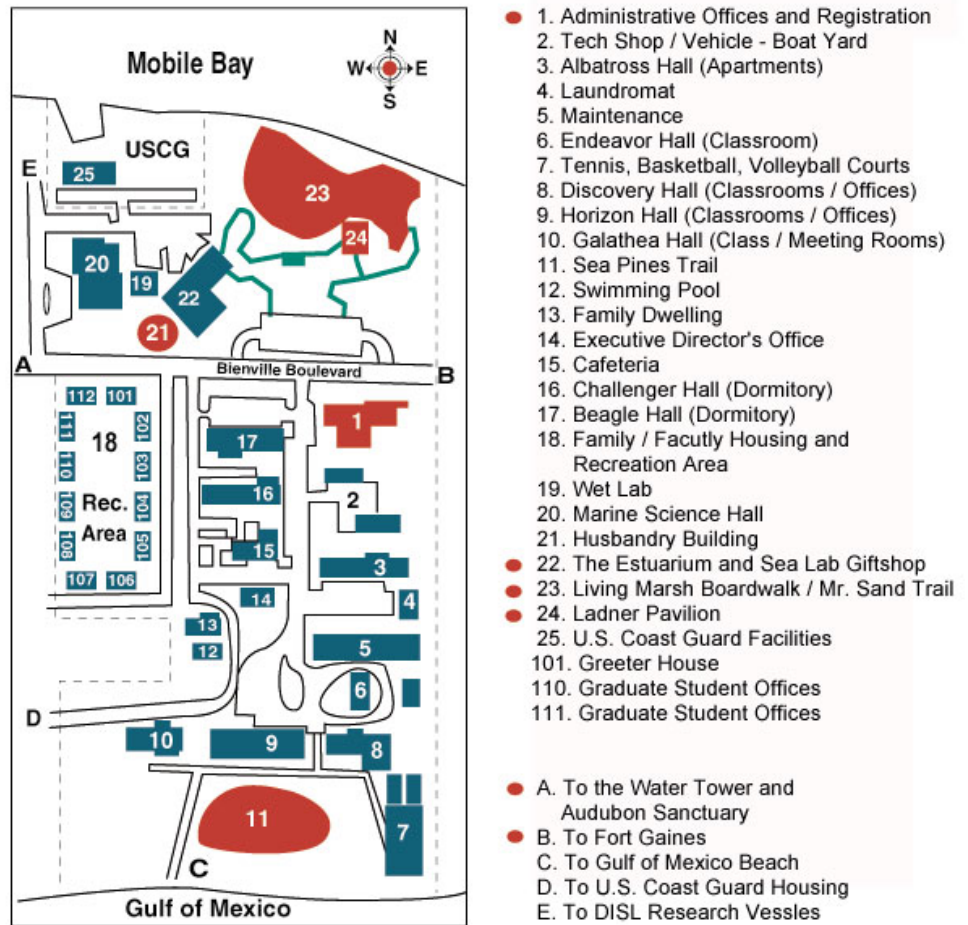 Mobile Bay
N
W E
S
USCG
E
25
23
24
20
19
22
21
A
Bienville Boulevard
B
112 101
111 102
18
110 103
109 Rec. 104
Area
108 105
107 106
17
16
15
1
2
3
14
4
13
12
5
6
D
10
9
8
11
7
C
Gulf of Mexico
1. Administrative Offices and Registration
2. Tech Shop / Vehicle - Boat Yard
3. Albatross Hall (Apartments)
4. Laundromat
5. Maintenance
6. Endeavor Hall (Classroom)
7. Tennis, Basketball, Volleyball Courts
8. Discovery Hall (Classrooms / Offices)
9. Horizon Hall (Classrooms / Offices)
10. Galathea Hall (Class / Meeting Rooms)
11. Sea Pines Trail
12. Swimming Pool
13. Family Dwelling
14. Executive Director's Office
15. Cafeteria
16. Challenger Hall (Dormitory)
17. Beagle Hall (Dormitory)
18. Family / Facutly Housing and
Recreation Area
19. Wet Lab
20. Marine Science Hall
21. Husbandry Building
22. The Estuarium and Sea Lab Giftshop
23. Living Marsh Boardwalk / Mr. Sand Trail
24. Ladner Pavilion
25. U.S. Coast Guard Facilities
101. Greeter House
110. Graduate Student Offices
111. Graduate Student Offices
A. To the Water Tower and
Audubon Sanctuary
B. To Fort Gaines
C. To Gulf of Mexico Beach
D. To U.S. Coast Guard Housing
E. To DISL Research Vessles